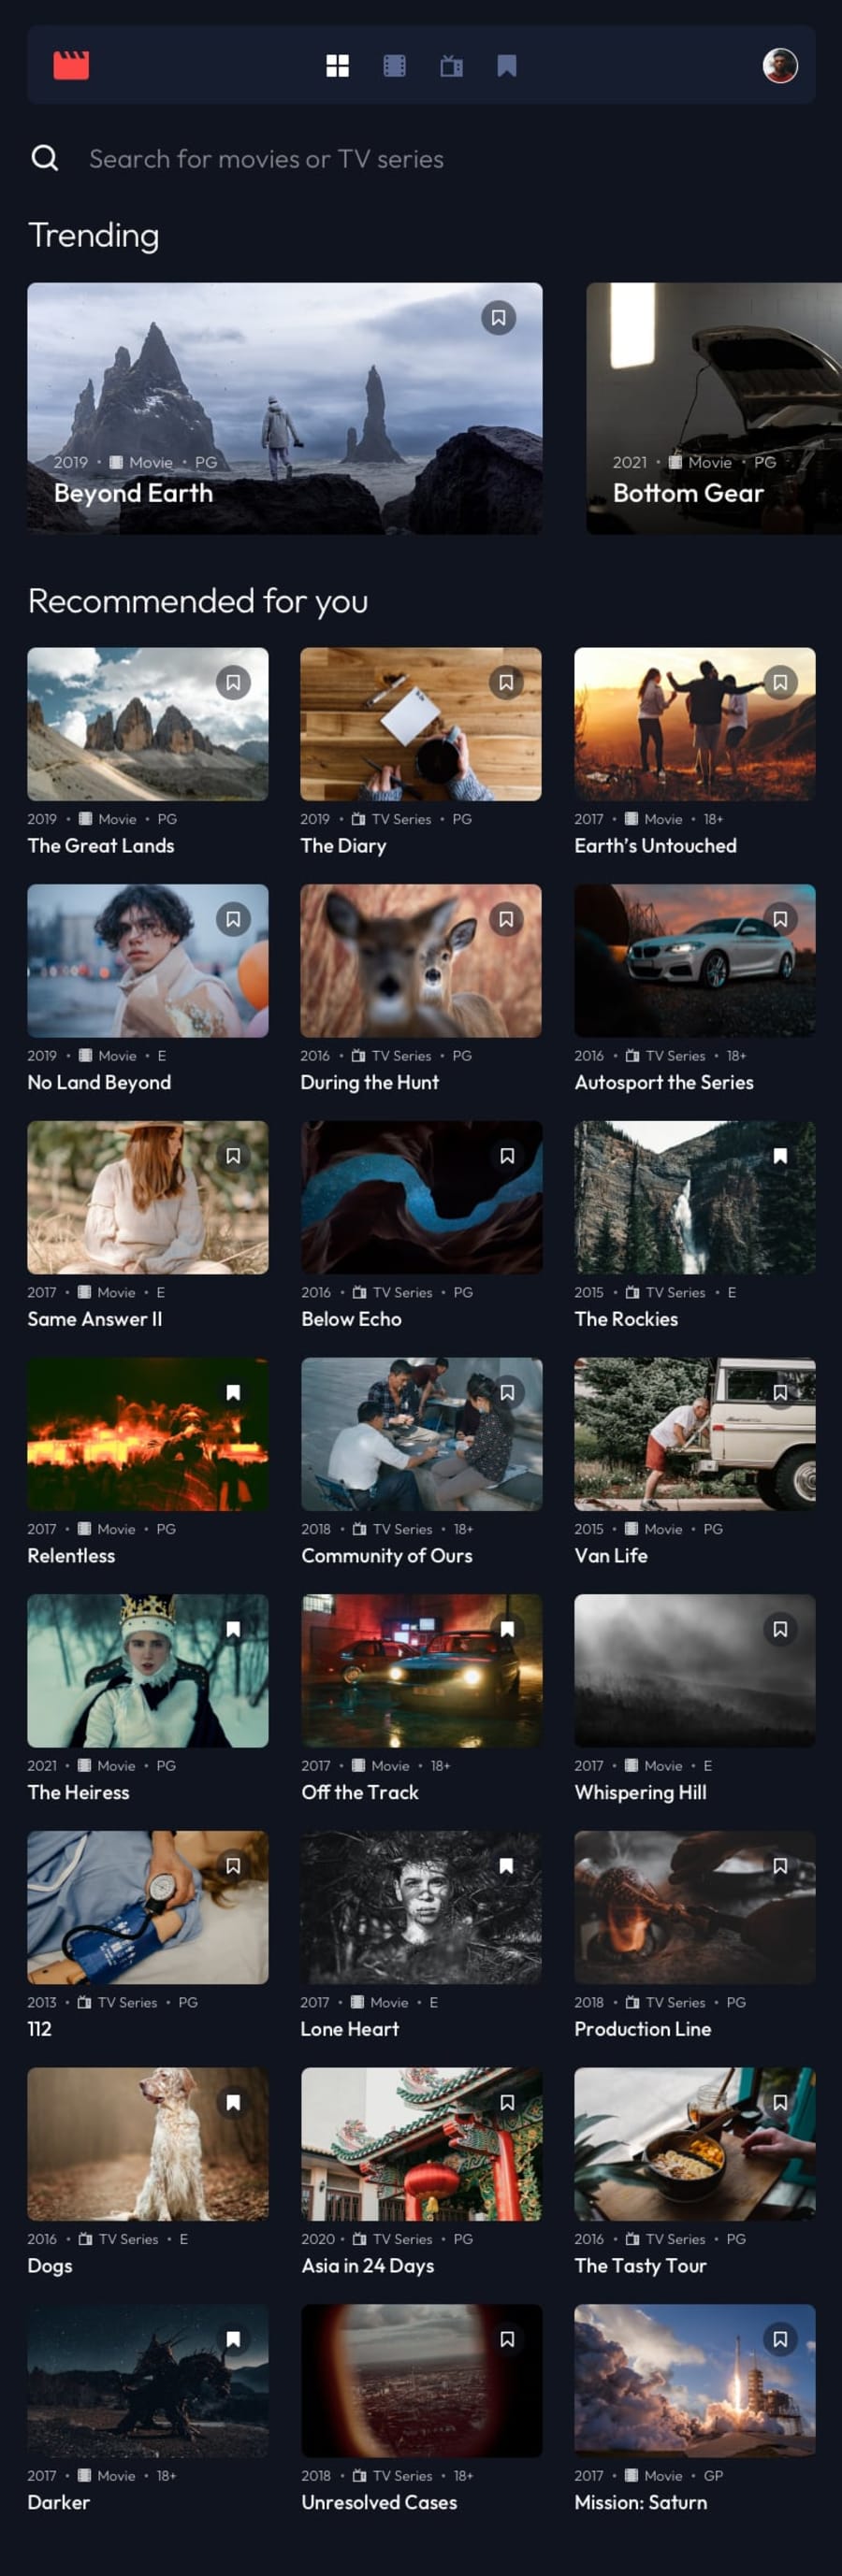 Search for movies or TV series
Trending
2019 • Movie • PG
Beyond Earth
2021 • Movie • PG
Bottom Gear
Recommended for you
2019 • Movie • PG
The Great Lands
2019 • TV Series • PG
The Diary
2017 • Movie • 18+
Earth's Untouched
2019 • Movie • E
No Land Beyond
2016 • TV Series • PG
During the Hunt
2016 • TV Series • 18+
Autosport the Series
2017 • Movie • E
Same Answer II
2016 • TV Series • PG
Below Echo
2015 • TV Series • E
The Rockies
2017 • Movie • PG
Relentless
2018 • TV Series • 18+
Community of Ours
2015 • Movie • PG
Van Life
2021 • Movie • PG
The Heiress
2017 • Movie • 18+
Off the Track
2017 • Movie • E
Whispering Hill
2013 • TV Series • PG
112
2017 • Movie • E
Lone Heart
2018 • TV Series • PG
Production Line
2016 • TV Series • E
Dogs
2020 • TV Series • PG
Asia in 24 Days
2016 • TV Series • PG
The Tasty Tour
2017 • Movie • 18+
Darker
2018 • TV Series • 18+
Unresolved Cases
2017 • Movie • GP
Mission: Saturn